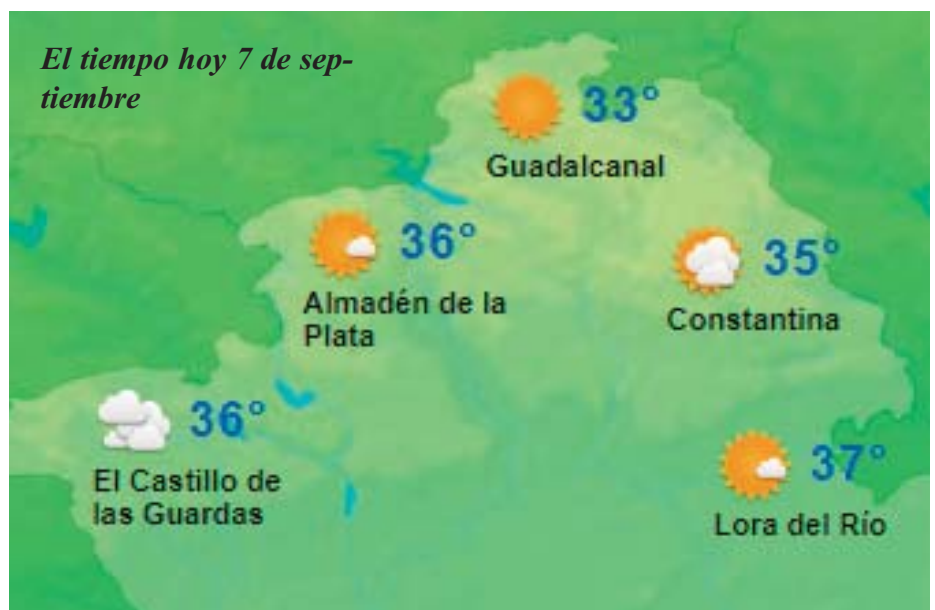 El tiempo hoy 7 de sep-
tiembre
33°
Guadalcanal
36°
Almadén de la
Plata
35°
Constantina
36°
El Castillo de
las Guardas
37°
Lora del Río